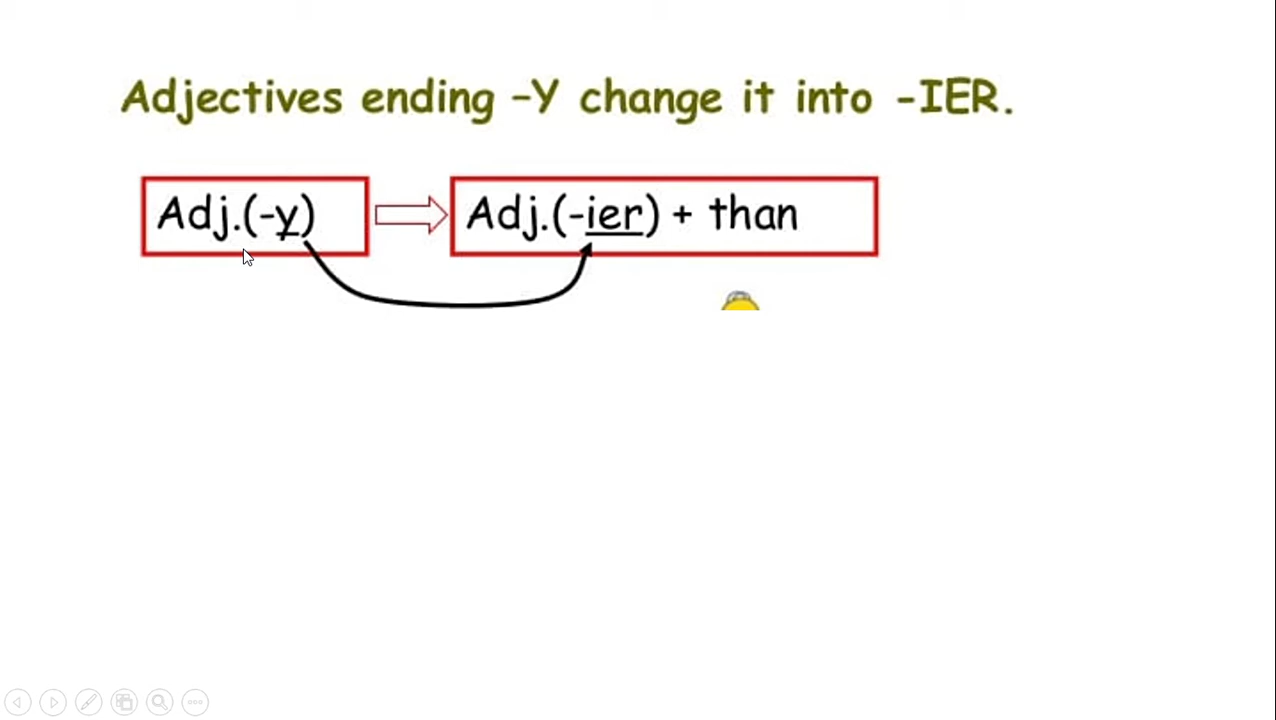 Adjectives ending –Y change it into -IER.
Adj.(-y)
Adj.(-ier) + than